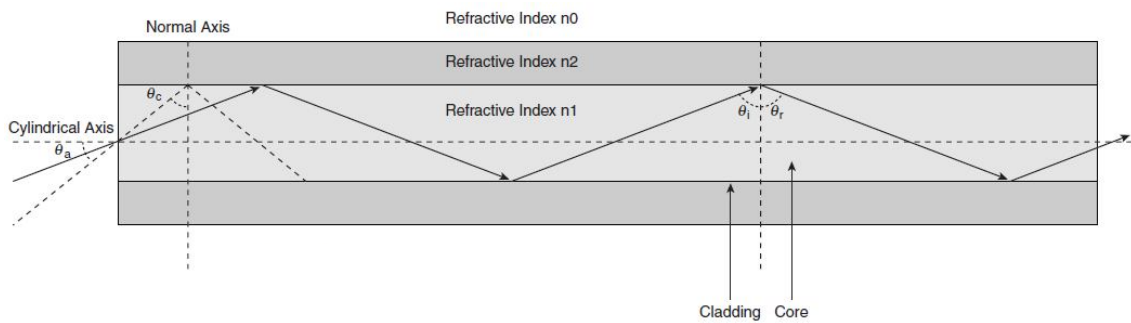 Refractive Index n0
Normal Axis
Refractive Index n2
θc
Refractive Index n1
θi
θr
Cylindrical Axis
θa
Cladding
Core